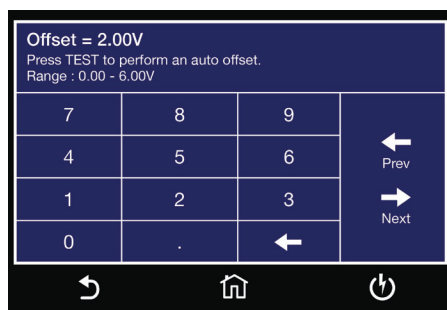 Offset = 2.00V
Press TEST to perform an auto offset.
Range : 0.00 - 6.00V
7 8 9
4 5 6
Prev
1 2 3
Next
0 .